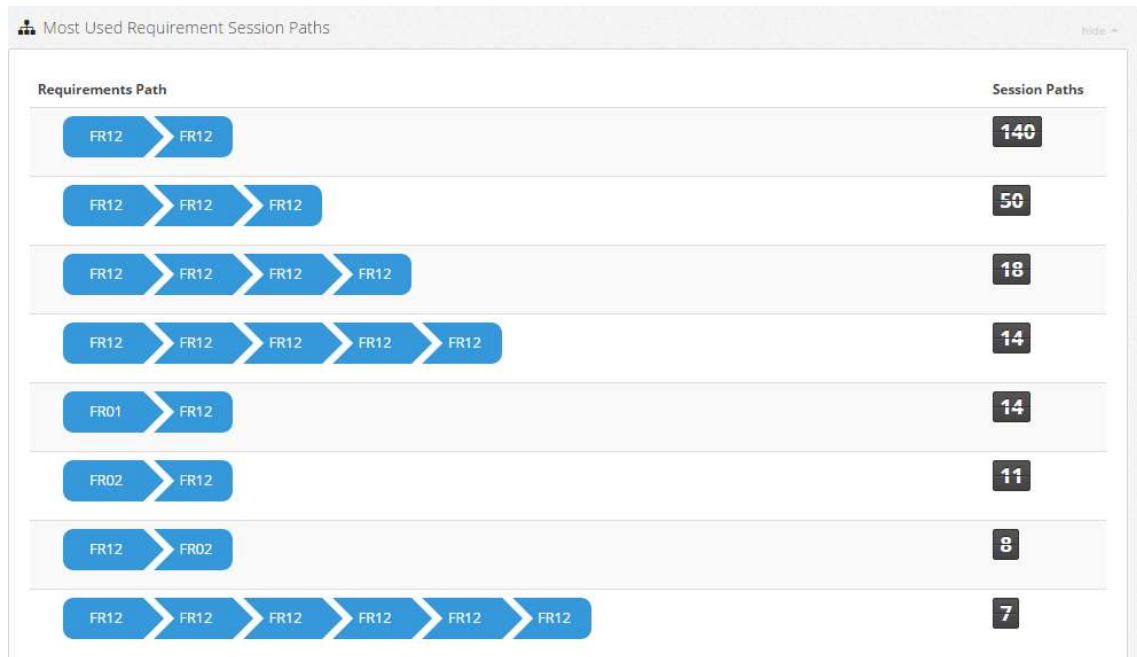 Most Used Requirement Session Paths hide
Requirements Path Session Paths
FR12 FR12 140
FR12 FR12 FR12 50
FR12 FR12 FR12 FR12 18
FR12 FR12 FR12 FR12 FR12 14
FR01 FR12 14
FR02 FR12 11
FR12 FR02 8
FR12 FR12 FR12 FR12 FR12 FR12 7